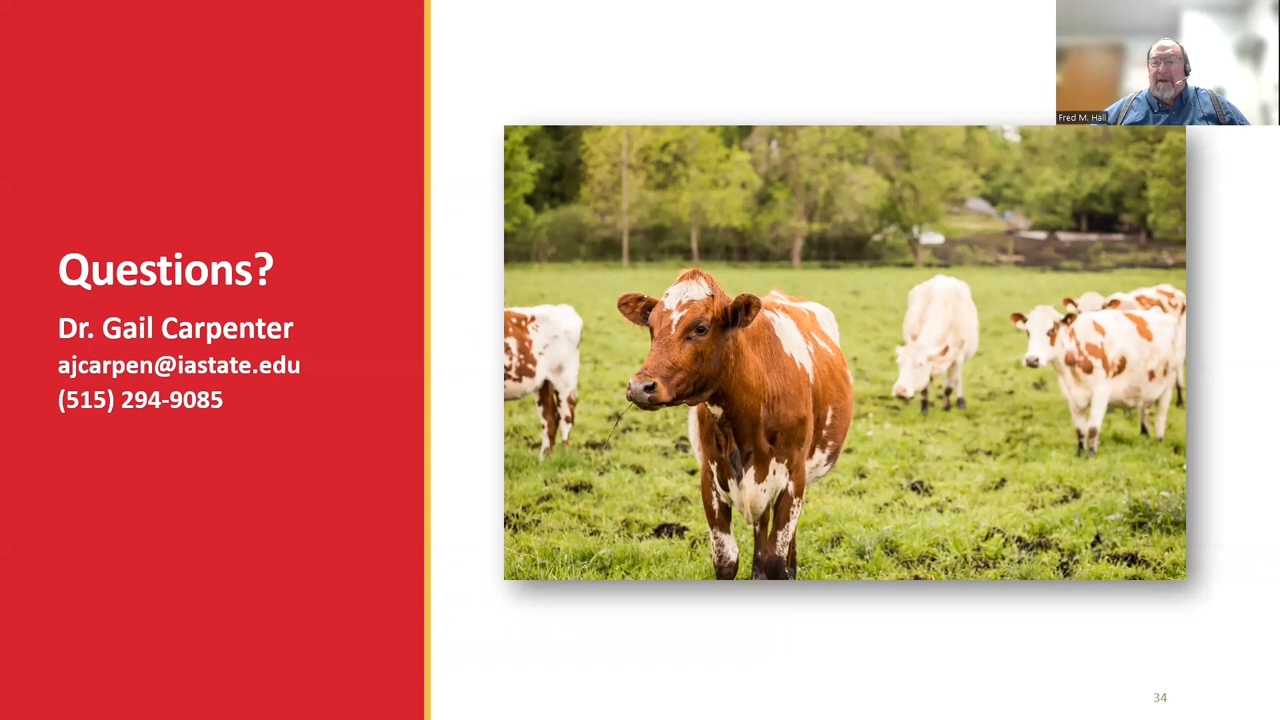 Fred M. Hall
Questions?
Dr. Gail Carpenter
ajcarpen@iastate.edu
(515) 294-9085
34